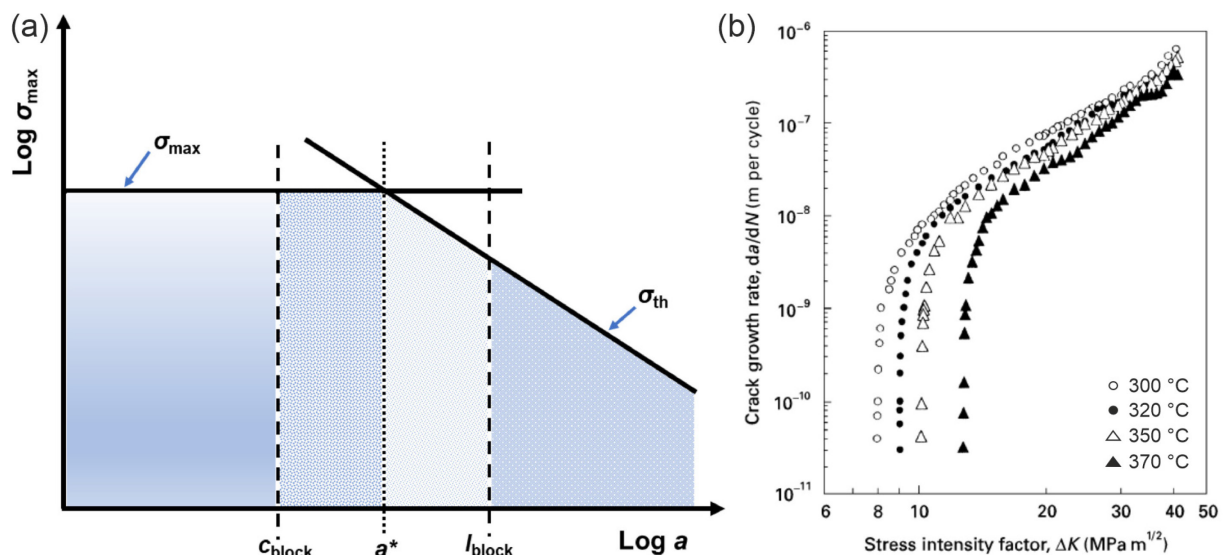 (a)
Log σmax
σmax
σth
cblock
a*
lblock
Log a
(b)
Crack growth rate, da/dN (m per cycle)
10⁻⁶
10⁻⁷
10⁻⁸
10⁻⁹
10⁻¹⁰
10⁻¹¹
300 °C
320 °C
350 °C
370 °C
6 8 10 20 30 40 50
Stress intensity factor, ΔK (MPa m¹/²)